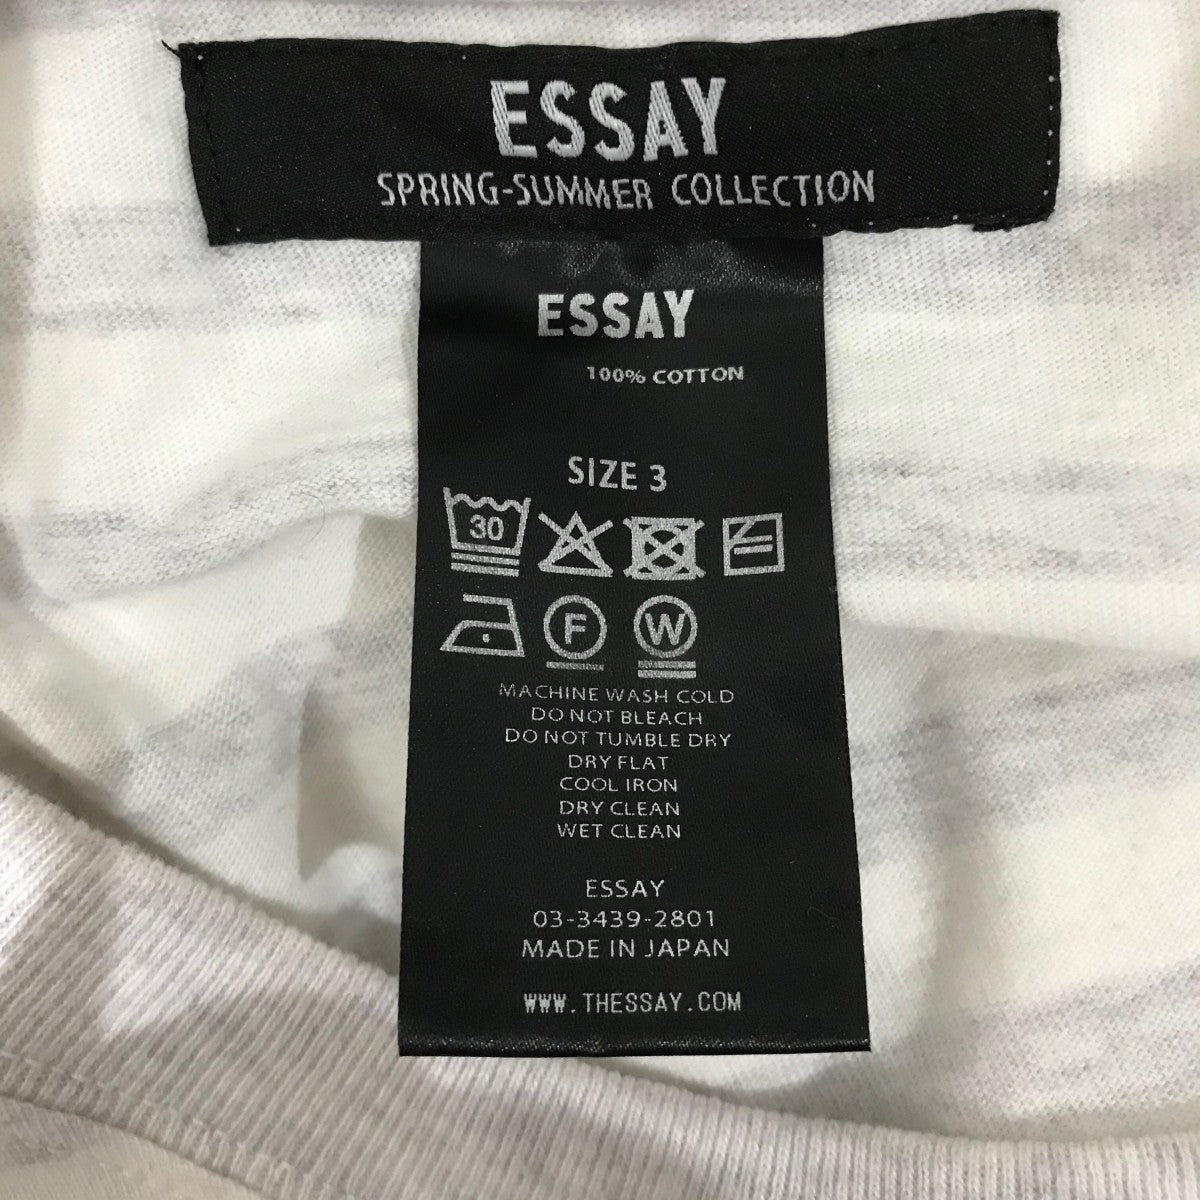 ESSAY
SPRING-SUMMER COLLECTION
ESSAY
100% COTTON
SIZE 3
30
F W
MACHINE WASH COLD
DO NOT BLEACH
DO NOT TUMBLE DRY
DRY FLAT
COOL IRON
DRY CLEAN
WET CLEAN
ESSAY
03-3439-2801
MADE IN JAPAN
WWW.THESSAY.COM